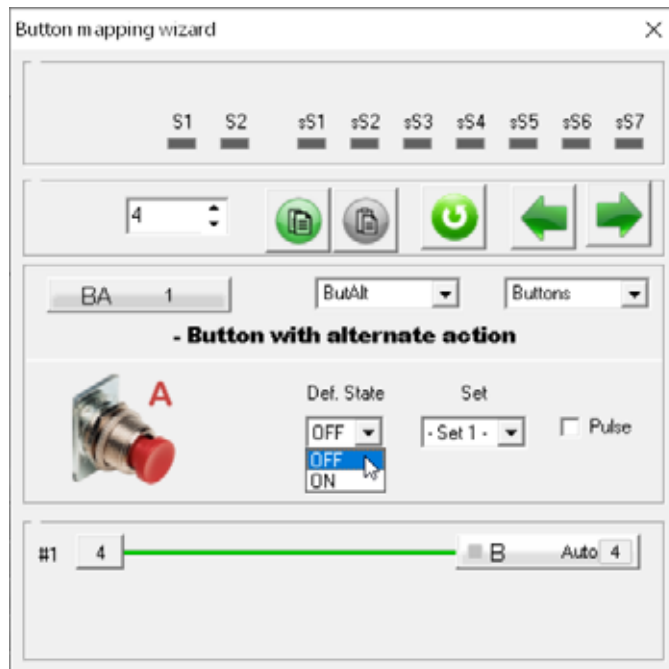 Button mapping wizard
S1 S2 sS1 sS2 sS3 sS4 sS5 sS6 sS7
4
BA 1 ButAlt Buttons
- Button with alternate action
A
Def. State Set
OFF - Set 1 - Pulse
OFF
ON
#1 4 B Auto 4